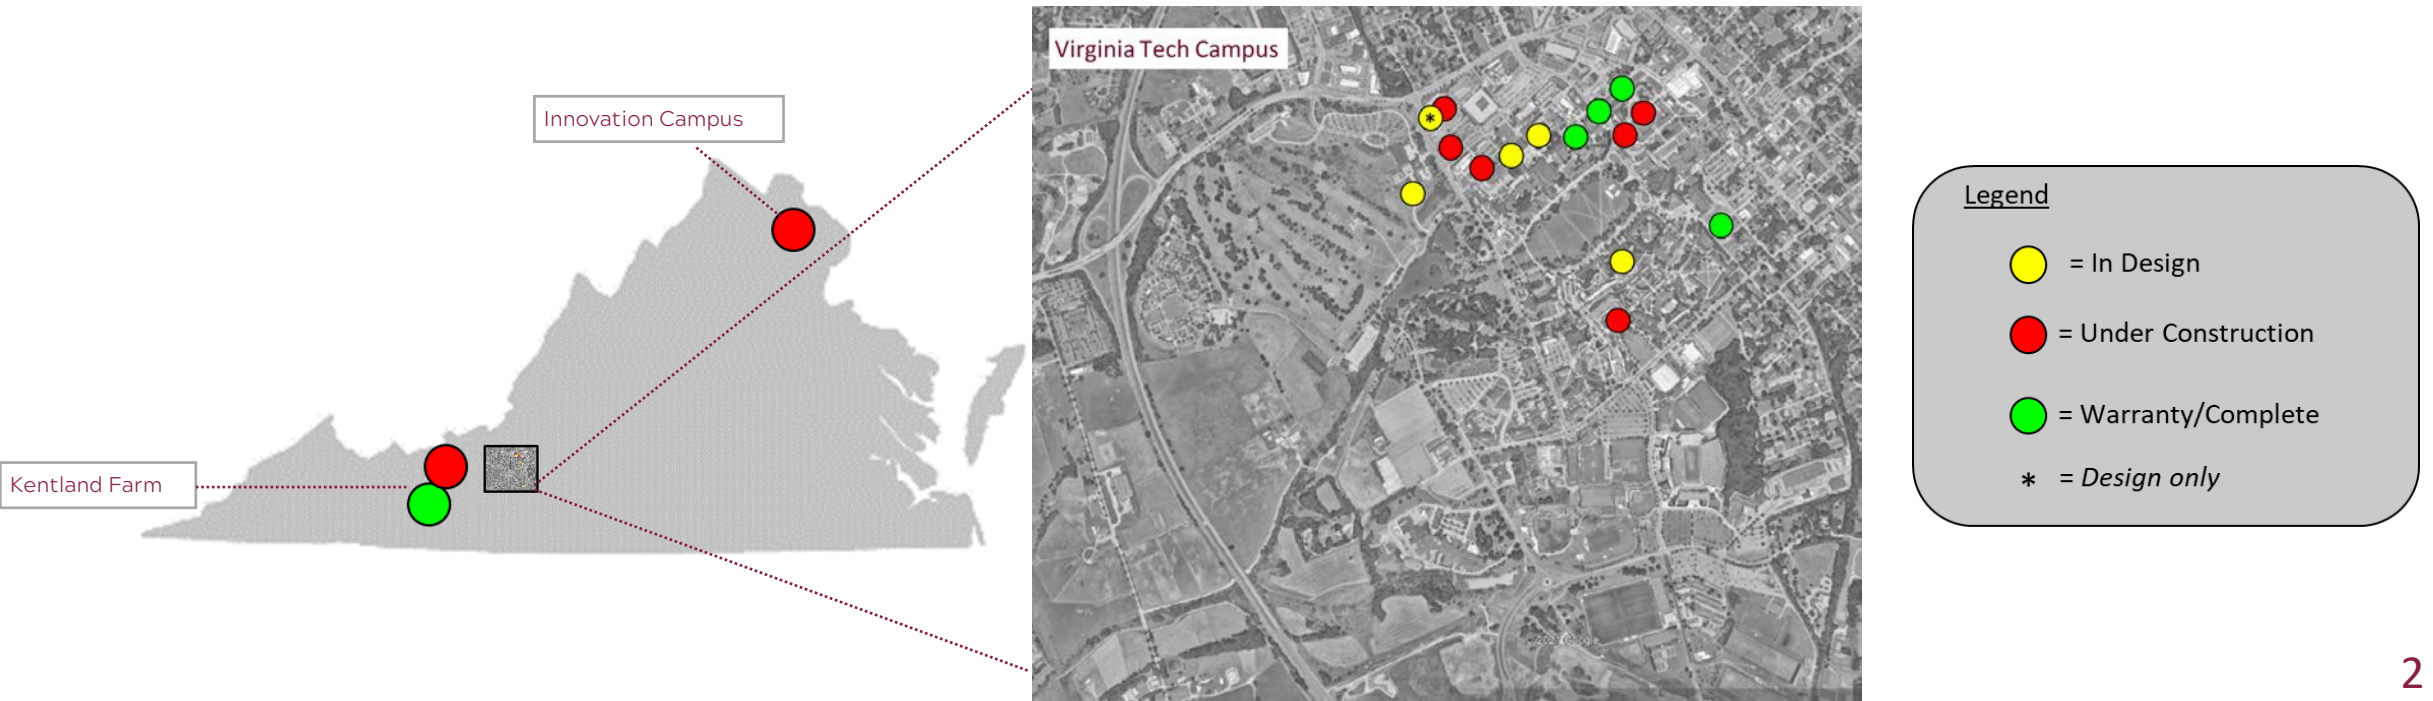 Virginia Tech Campus
Innovation Campus
Kentland Farm
*
Legend
= In Design
= Under Construction
= Warranty/Complete
* = Design only
2